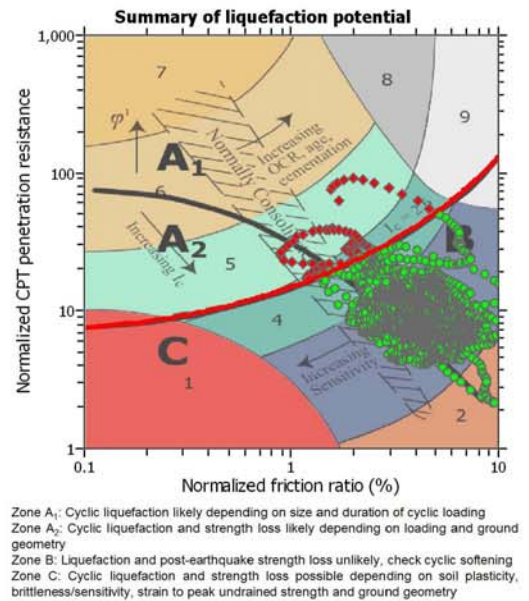 Summary of liquefaction potential
1,000
100
10
1
0.1
1
10
Normalized CPT penetration resistance
Normalized friction ratio (%)
7
8
9
φ'
A1
Normally Consolid
Increasing
OCR, age,
cementation
6
A2
Increasing Ic
5
Ic =
B
4
C
1
Increasing
Sensitivity
2
Zone A1: Cyclic liquefaction likely depending on size and duration of cyclic loading
Zone A2: Cyclic liquefaction and strength loss likely depending on loading and ground
geometry
Zone B: Liquefaction and post-earthquake strength loss unlikely, check cyclic softening
Zone C: Cyclic liquefaction and strength loss possible depending on soil plasticity,
brittleness/sensitivity, strain to peak undrained strength and ground geometry